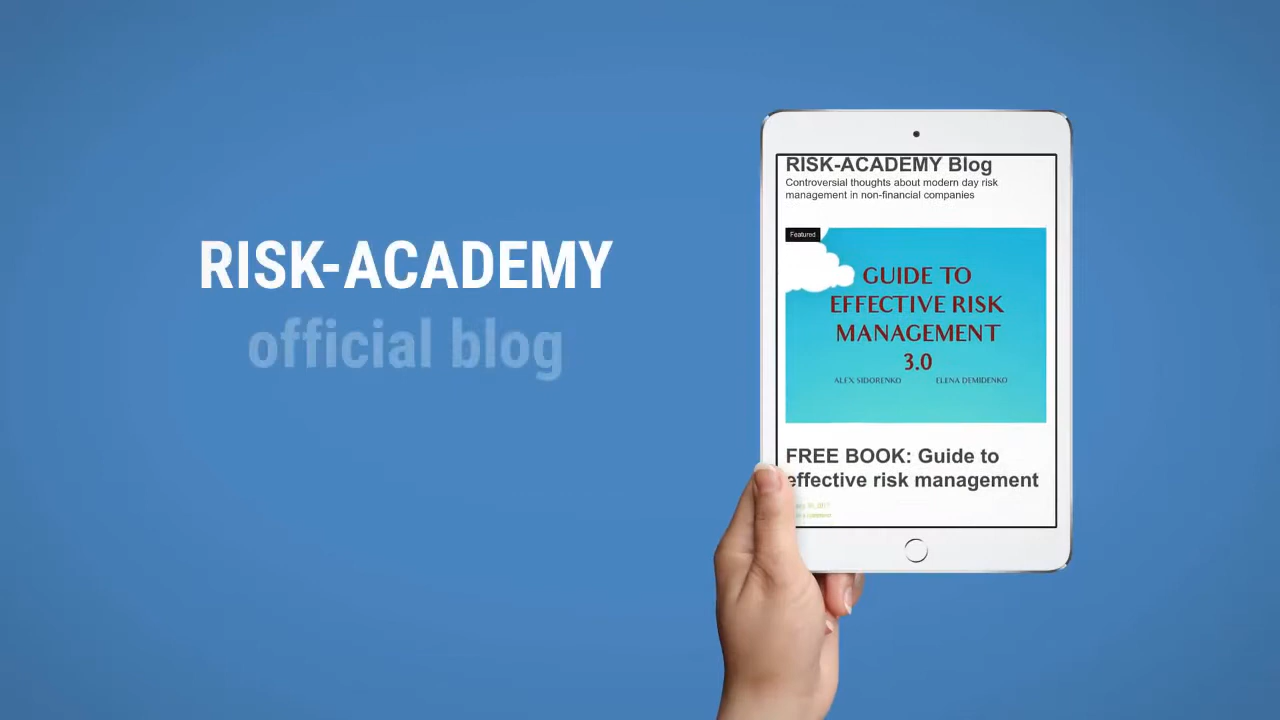 RISK-ACADEMY
official blog
RISK-ACADEMY Blog
Controversial thoughts about modern day risk
management in non-financial companies
Featured
GUIDE TO
EFFECTIVE RISK
MANAGEMENT
3.0
ALEX SIDORENKO ELENA DEMIDENKO
FREE BOOK: Guide to
effective risk management